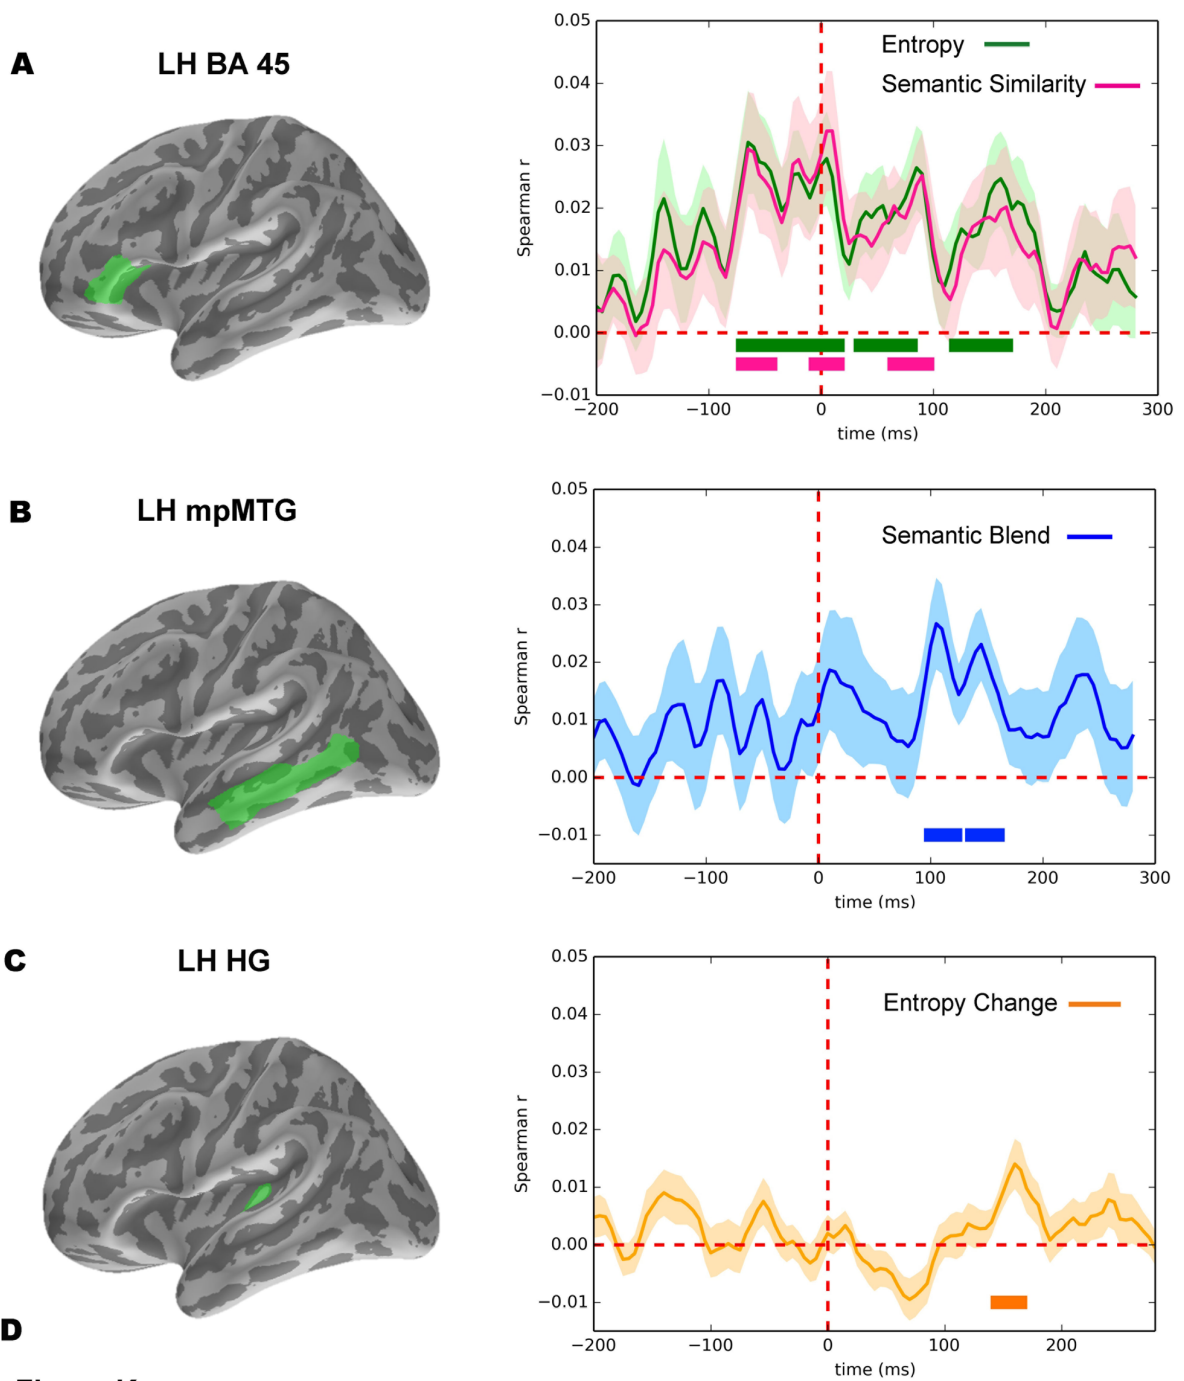 A
LH BA 45
Entropy
Semantic Similarity
Spearman r
0.05
0.04
0.03
0.02
0.01
0.00
−0.01
−200
−100
0
100
200
300
time (ms)
B
LH mpMTG
Semantic Blend
Spearman r
0.05
0.04
0.03
0.02
0.01
0.00
−0.01
−200
−100
0
100
200
300
time (ms)
C
LH HG
Entropy Change
Spearman r
0.05
0.04
0.03
0.02
0.01
0.00
−0.01
−200
−100
0
100
200
time (ms)
D